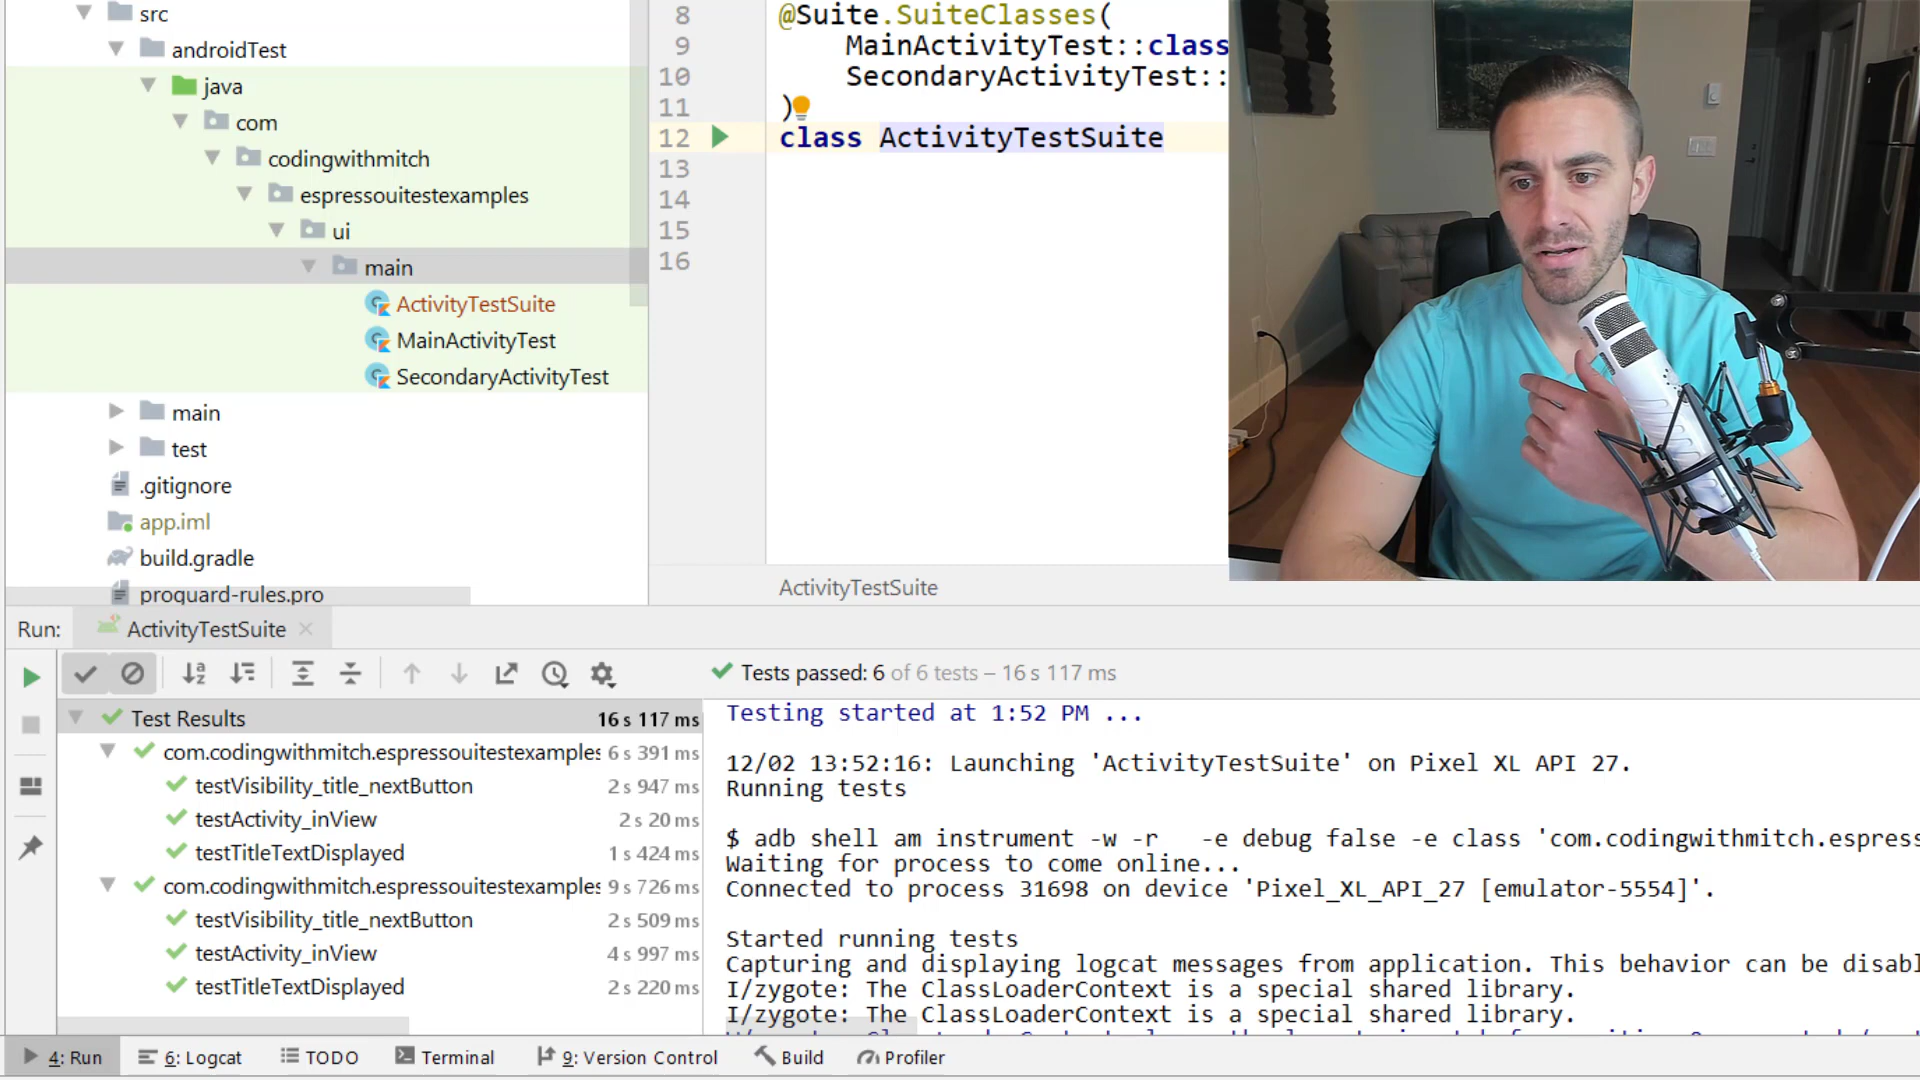 src
androidTest
java
com
codingwithmitch
espressouitestexamples
ui
main
ActivityTestSuite
MainActivityTest
SecondaryActivityTest
main
test
.gitignore
app.iml
build.gradle
proguard-rules.pro
8 @Suite.SuiteClasses(
9 MainActivityTest::class
10 SecondaryActivityTest::
11 )
12 class ActivityTestSuite
13
14
15
16
ActivityTestSuite
Run: ActivityTestSuite
Tests passed: 6 of 6 tests – 16 s 117 ms
Test Results 16 s 117 ms
com.codingwithmitch.espressouitestexamples 6 s 391 ms
testVisibility_title_nextButton 2 s 947 ms
testActivity_inView 2 s 20 ms
testTitleTextDisplayed 1 s 424 ms
com.codingwithmitch.espressouitestexamples 9 s 726 ms
testVisibility_title_nextButton 2 s 509 ms
testActivity_inView 4 s 997 ms
testTitleTextDisplayed 2 s 220 ms
Testing started at 1:52 PM ...
12/02 13:52:16: Launching 'ActivityTestSuite' on Pixel XL API 27.
Running tests
$ adb shell am instrument -w -r -e debug false -e class 'com.codingwithmitch.espress
Waiting for process to come online...
Connected to process 31698 on device 'Pixel_XL_API_27 [emulator-5554]'.
Started running tests
Capturing and displaying logcat messages from application. This behavior can be disabl
I/zygote: The ClassLoaderContext is a special shared library.
I/zygote: The ClassLoaderContext is a special shared library.
4: Run 6: Logcat TODO Terminal 9: Version Control Build Profiler